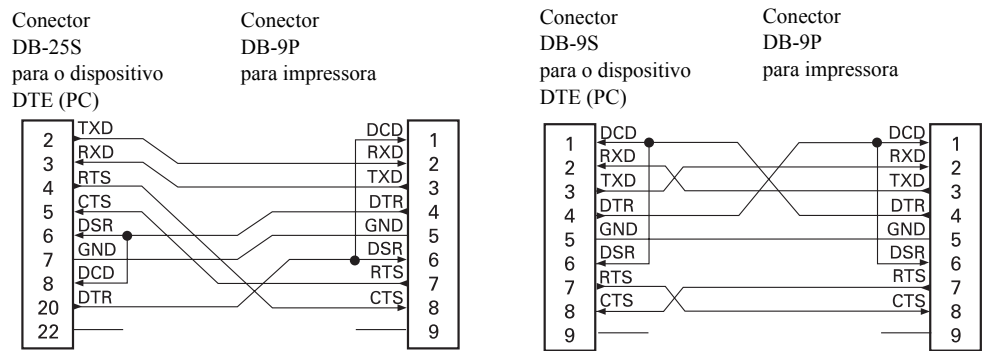 Conector
DB-25S
para o dispositivo
DTE (PC)
Conector
DB-9P
para impressora
2 TXD
3 RXD
4 RTS
5 CTS
6 DSR
7 GND
8 DCD
20 DTR
22
DCD 1
RXD 2
TXD 3
DTR 4
GND 5
DSR 6
RTS 7
CTS 8
9
Conector
DB-9S
para o dispositivo
DTE (PC)
Conector
DB-9P
para impressora
1 DCD
2 RXD
3 TXD
4 DTR
5 GND
6 DSR
7 RTS
8 CTS
9
DCD 1
RXD 2
TXD 3
DTR 4
GND 5
DSR 6
RTS 7
CTS 8
9